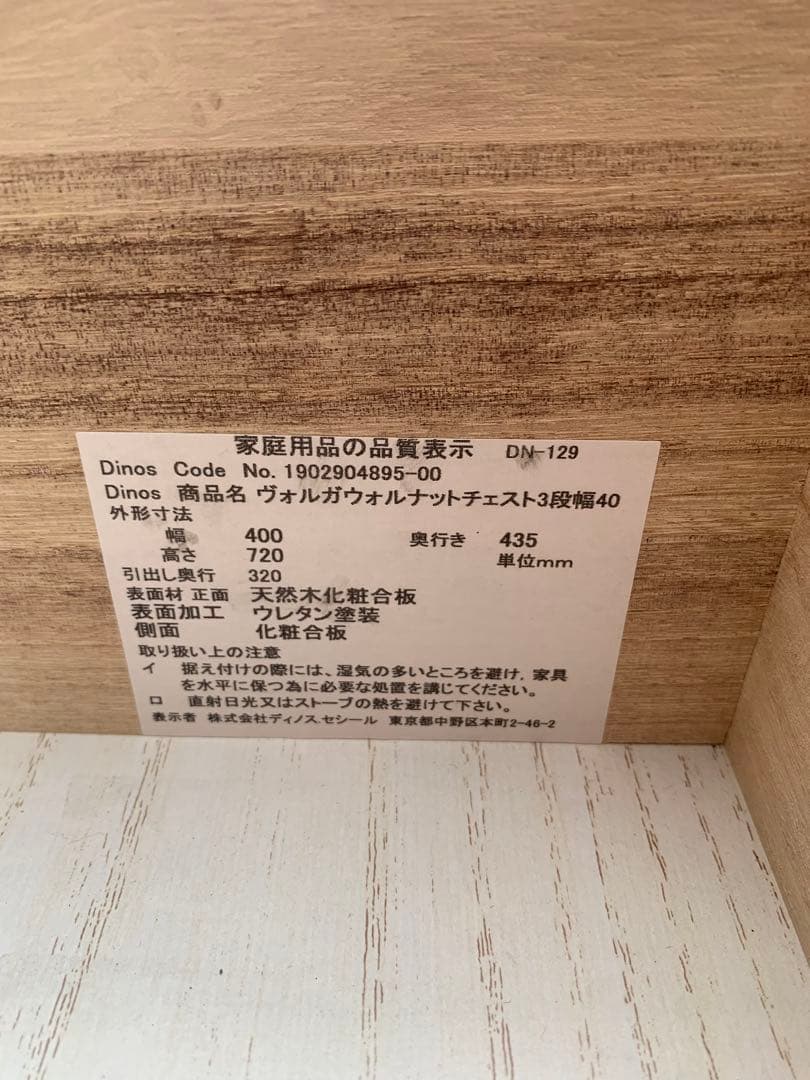 家庭用品の品質表示 DN-129
Dinos Code No. 1902904895-00
Dinos 商品名 ヴォルガウォルナットチェスト3段幅40
外形寸法
幅 400 奥行き 435
高さ 720 単位mm
引出し奥行 320
表面材 正面 天然木化粧合板
表面加工 ウレタン塗装
側面 化粧合板
取り扱い上の注意
イ 据え付けの際には、湿気の多いところを避け, 家具
を水平に保つ為に必要な処置を講じてください。
ロ 直射日光又はストーブの熱を避けて下さい。
表示者 株式会社ディノス.セシール 東京都中野区本町2-46-2